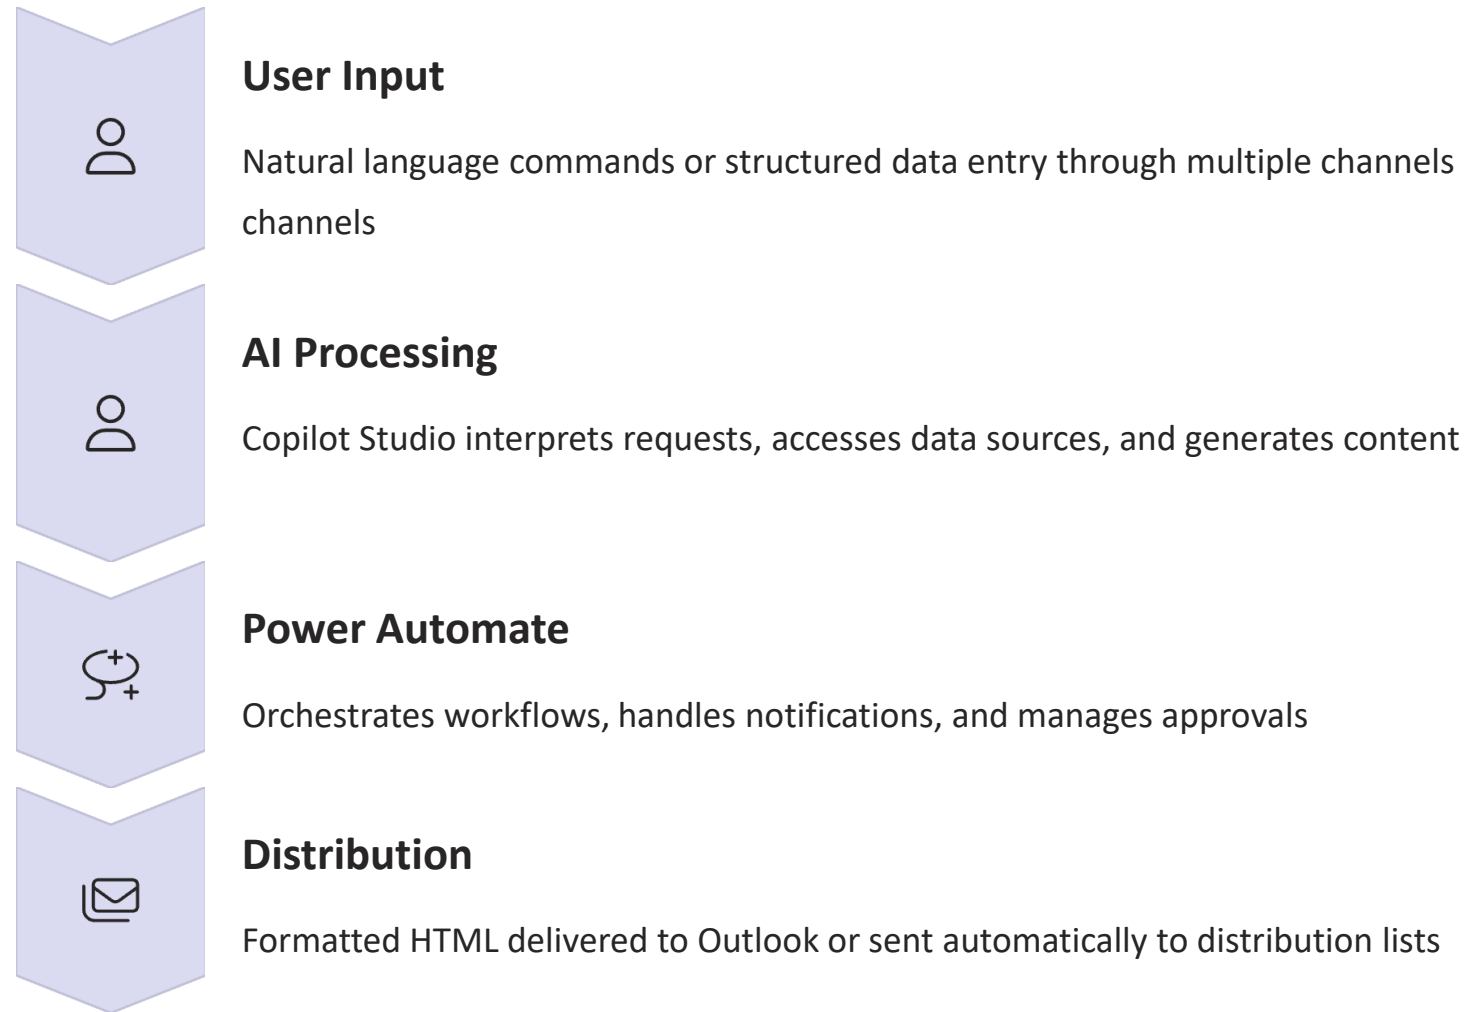 User Input
Natural language commands or structured data entry through multiple channels
channels
AI Processing
Copilot Studio interprets requests, accesses data sources, and generates content
Power Automate
Orchestrates workflows, handles notifications, and manages approvals
Distribution
Formatted HTML delivered to Outlook or sent automatically to distribution lists